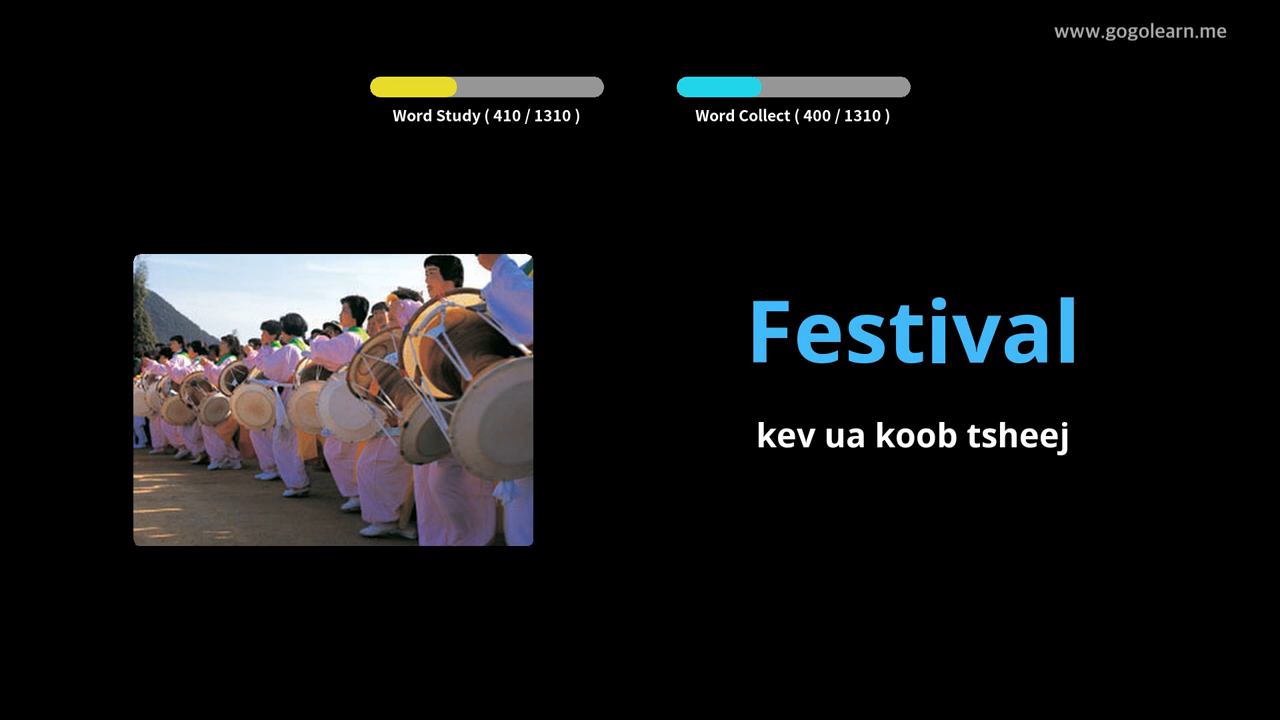 www.gogolearn.me
Word Study ( 410 / 1310 )
Word Collect ( 400 / 1310 )
Festival
kev ua koob tsheej